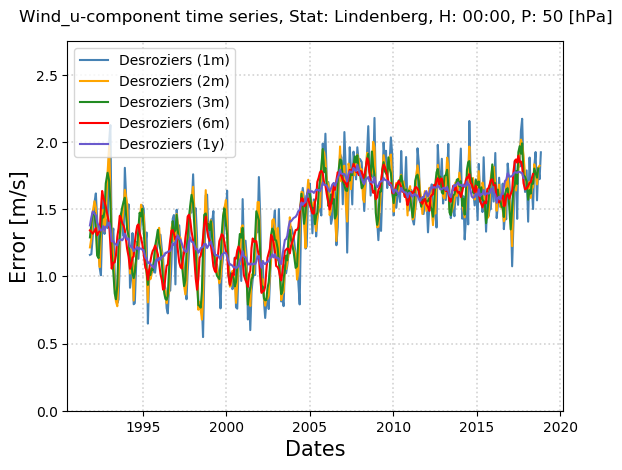 Wind_u-component time series, Stat: Lindenberg, H: 00:00, P: 50 [hPa]
Desroziers (1m)
Desroziers (2m)
Desroziers (3m)
Desroziers (6m)
Desroziers (1y)
Error [m/s]
2.5
2.0
1.5
1.0
0.5
0.0
1995 2000 2005 2010 2015 2020
Dates